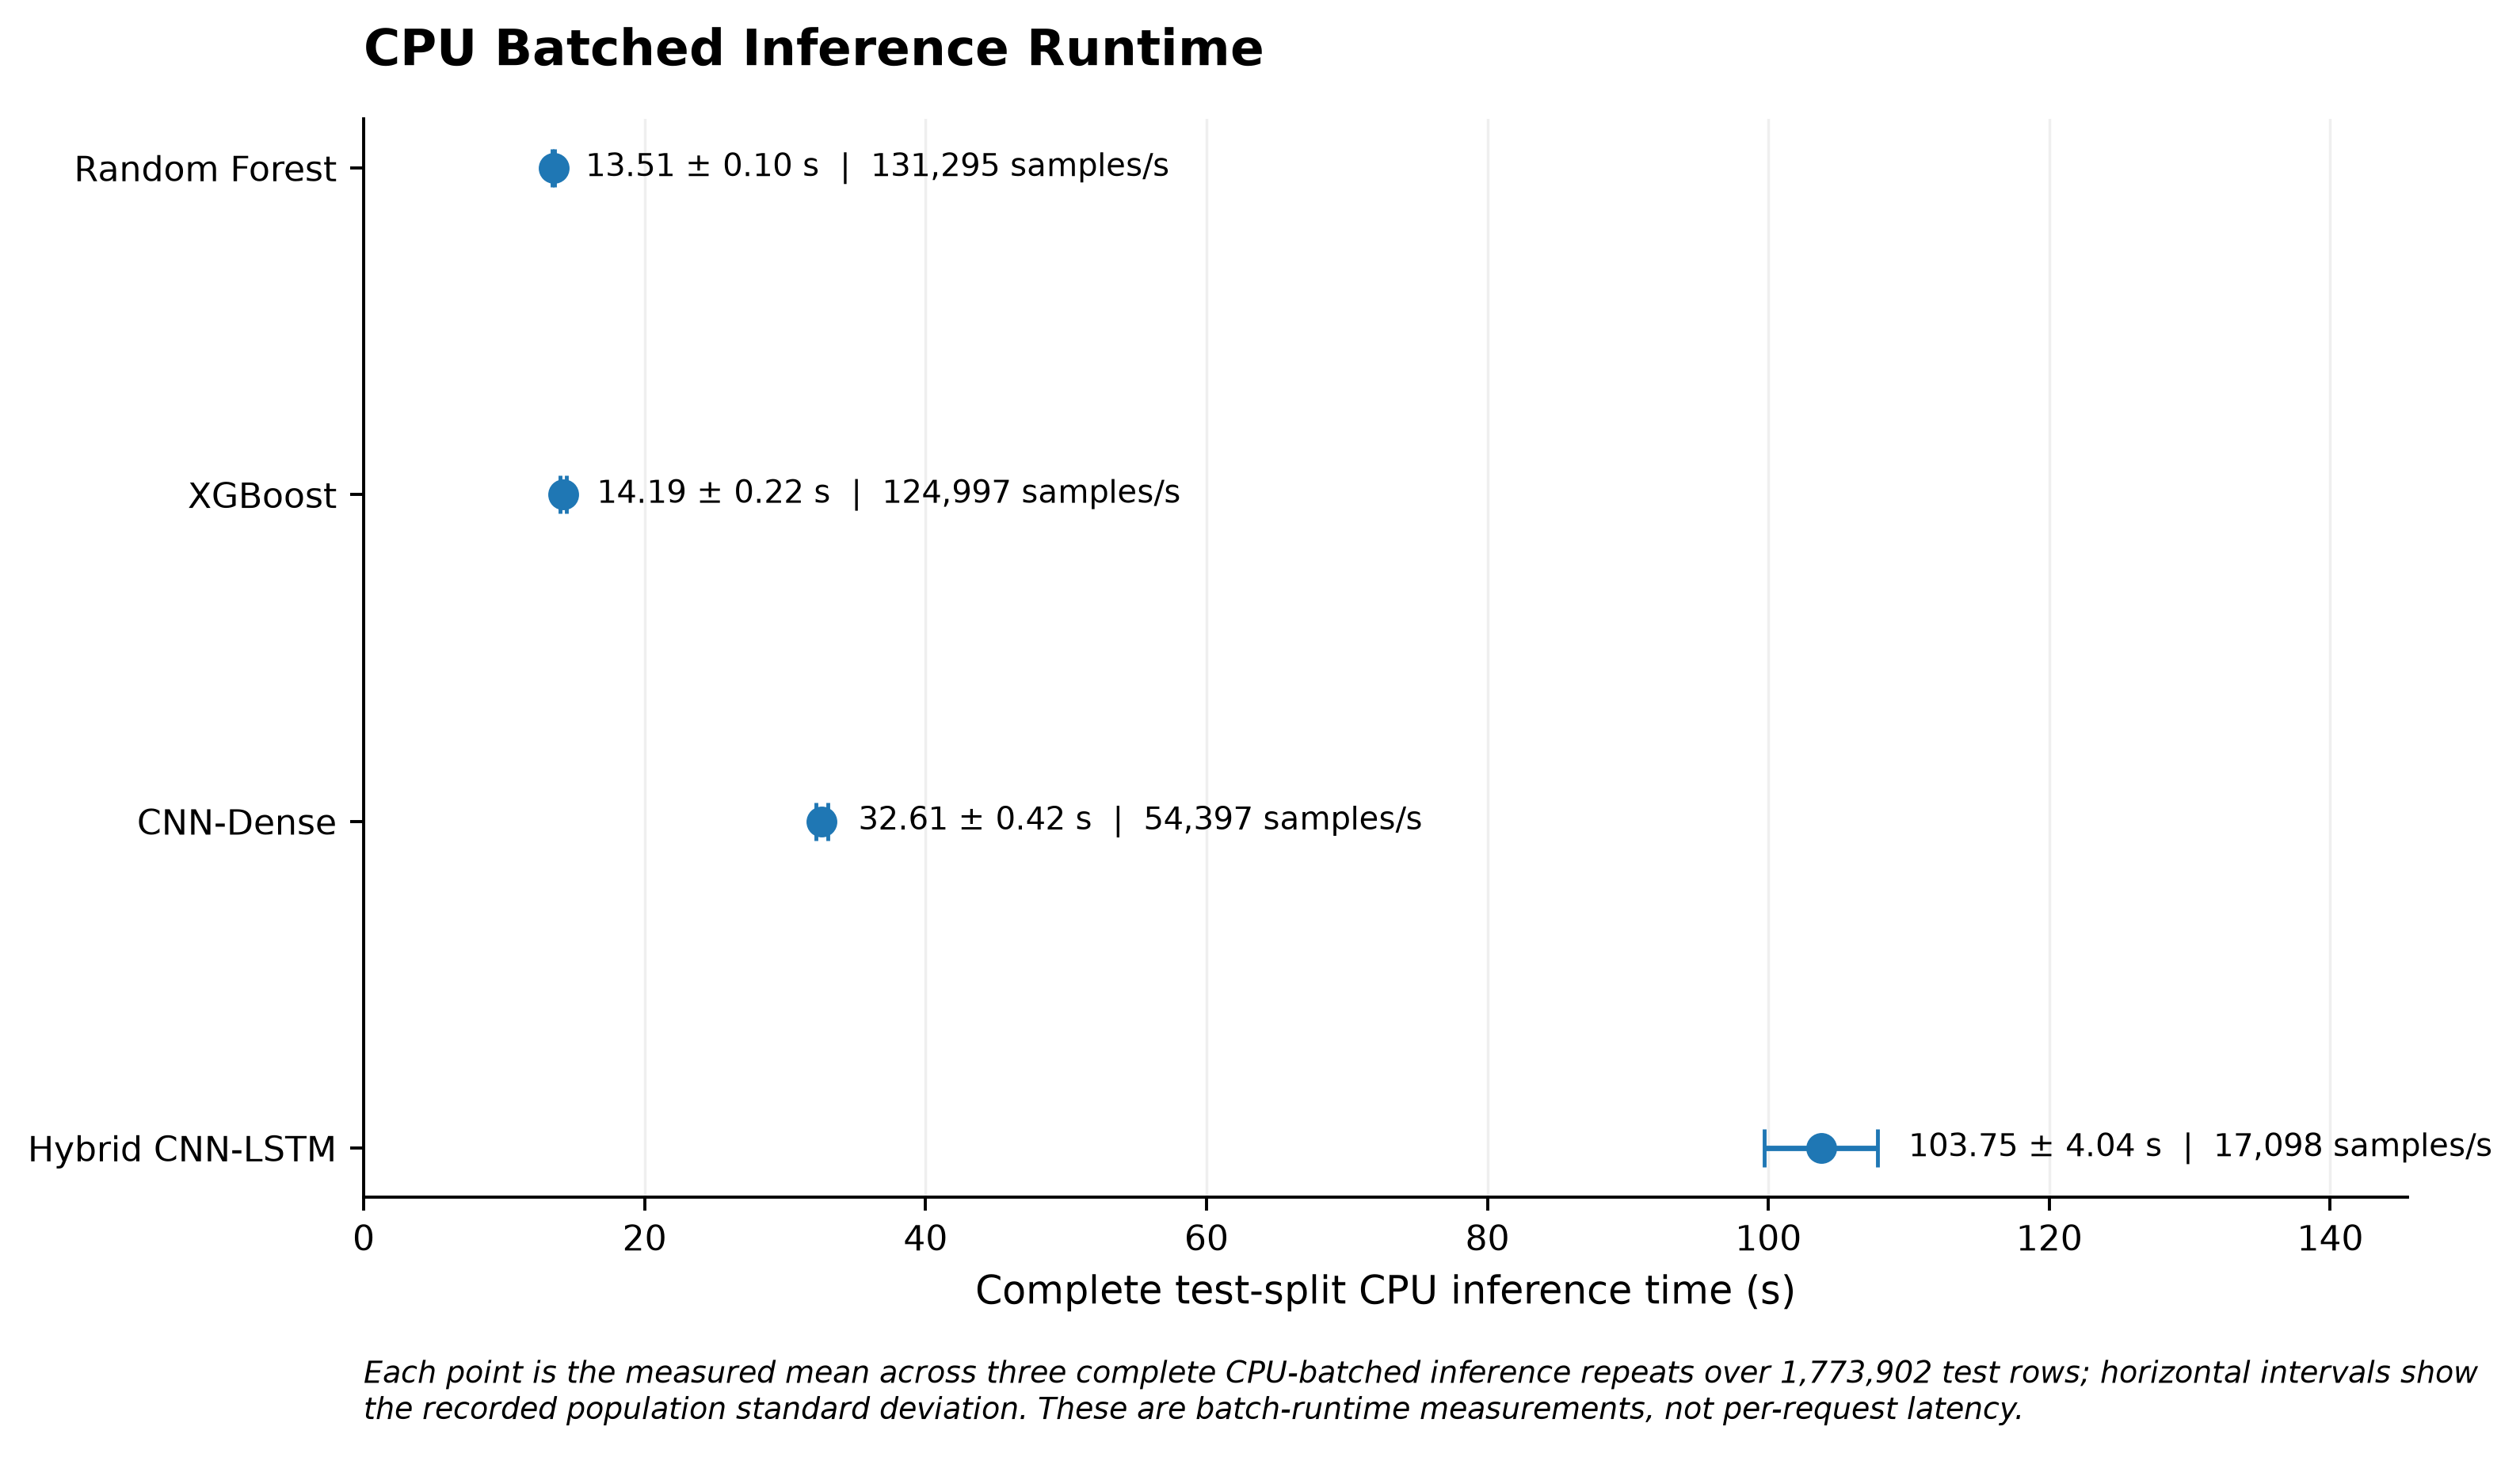 CPU Batched Inference Runtime
Random Forest
13.51 ± 0.10 s  |  131,295 samples/s
XGBoost
14.19 ± 0.22 s  |  124,997 samples/s
CNN-Dense
32.61 ± 0.42 s  |  54,397 samples/s
Hybrid CNN-LSTM
103.75 ± 4.04 s  |  17,098 samples/s
0 20 40 60 80 100 120 140
Complete test-split CPU inference time (s)
Each point is the measured mean across three complete CPU-batched inference repeats over 1,773,902 test rows; horizontal intervals show
the recorded population standard deviation. These are batch-runtime measurements, not per-request latency.